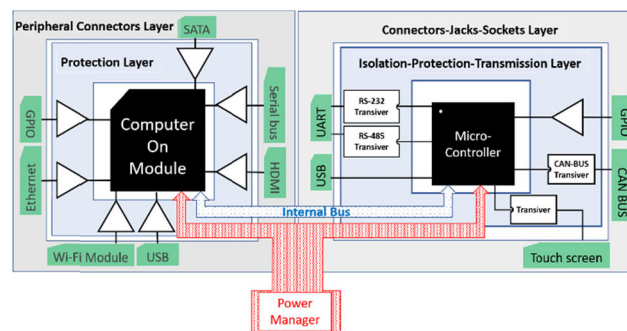 Peripheral Connectors Layer
SATA
Protection Layer
GPIO
Ethernet
Computer
On
Module
Serial bus
HDMI
Wi-Fi Module
USB
Connectors-Jacks-Sockets Layer
Isolation-Protection-Transmission Layer
UART
RS-232
Transiver
RS-485
Transiver
USB
Micro-
Controller
GPIO
CAN-BUS
Transiver
CAN BUS
Transiver
Touch screen
Internal Bus
Power
Manager